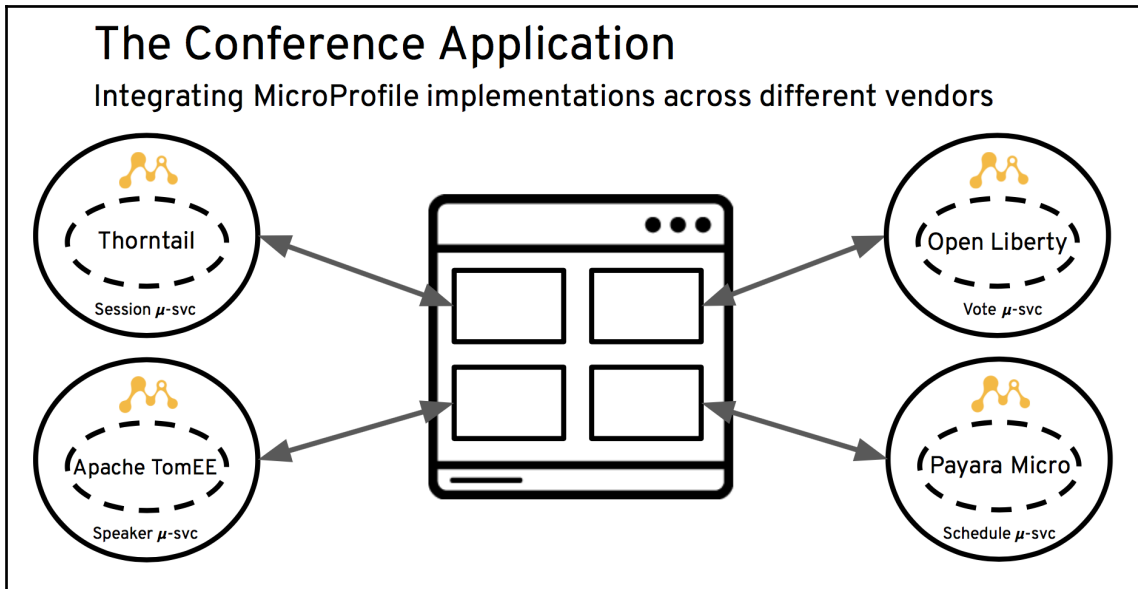 The Conference Application
Integrating MicroProfile implementations across different vendors
Thorntail
Session μ-svc
Open Liberty
Vote μ-svc
Apache TomEE
Speaker μ-svc
Payara Micro
Schedule μ-svc